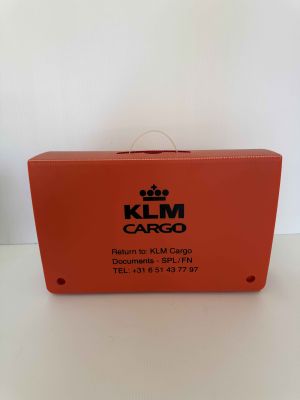 KLM
CARGO
Return to: KLM Cargo
Documents - SPL/FN
TEL: +31 6 51 43 77 97